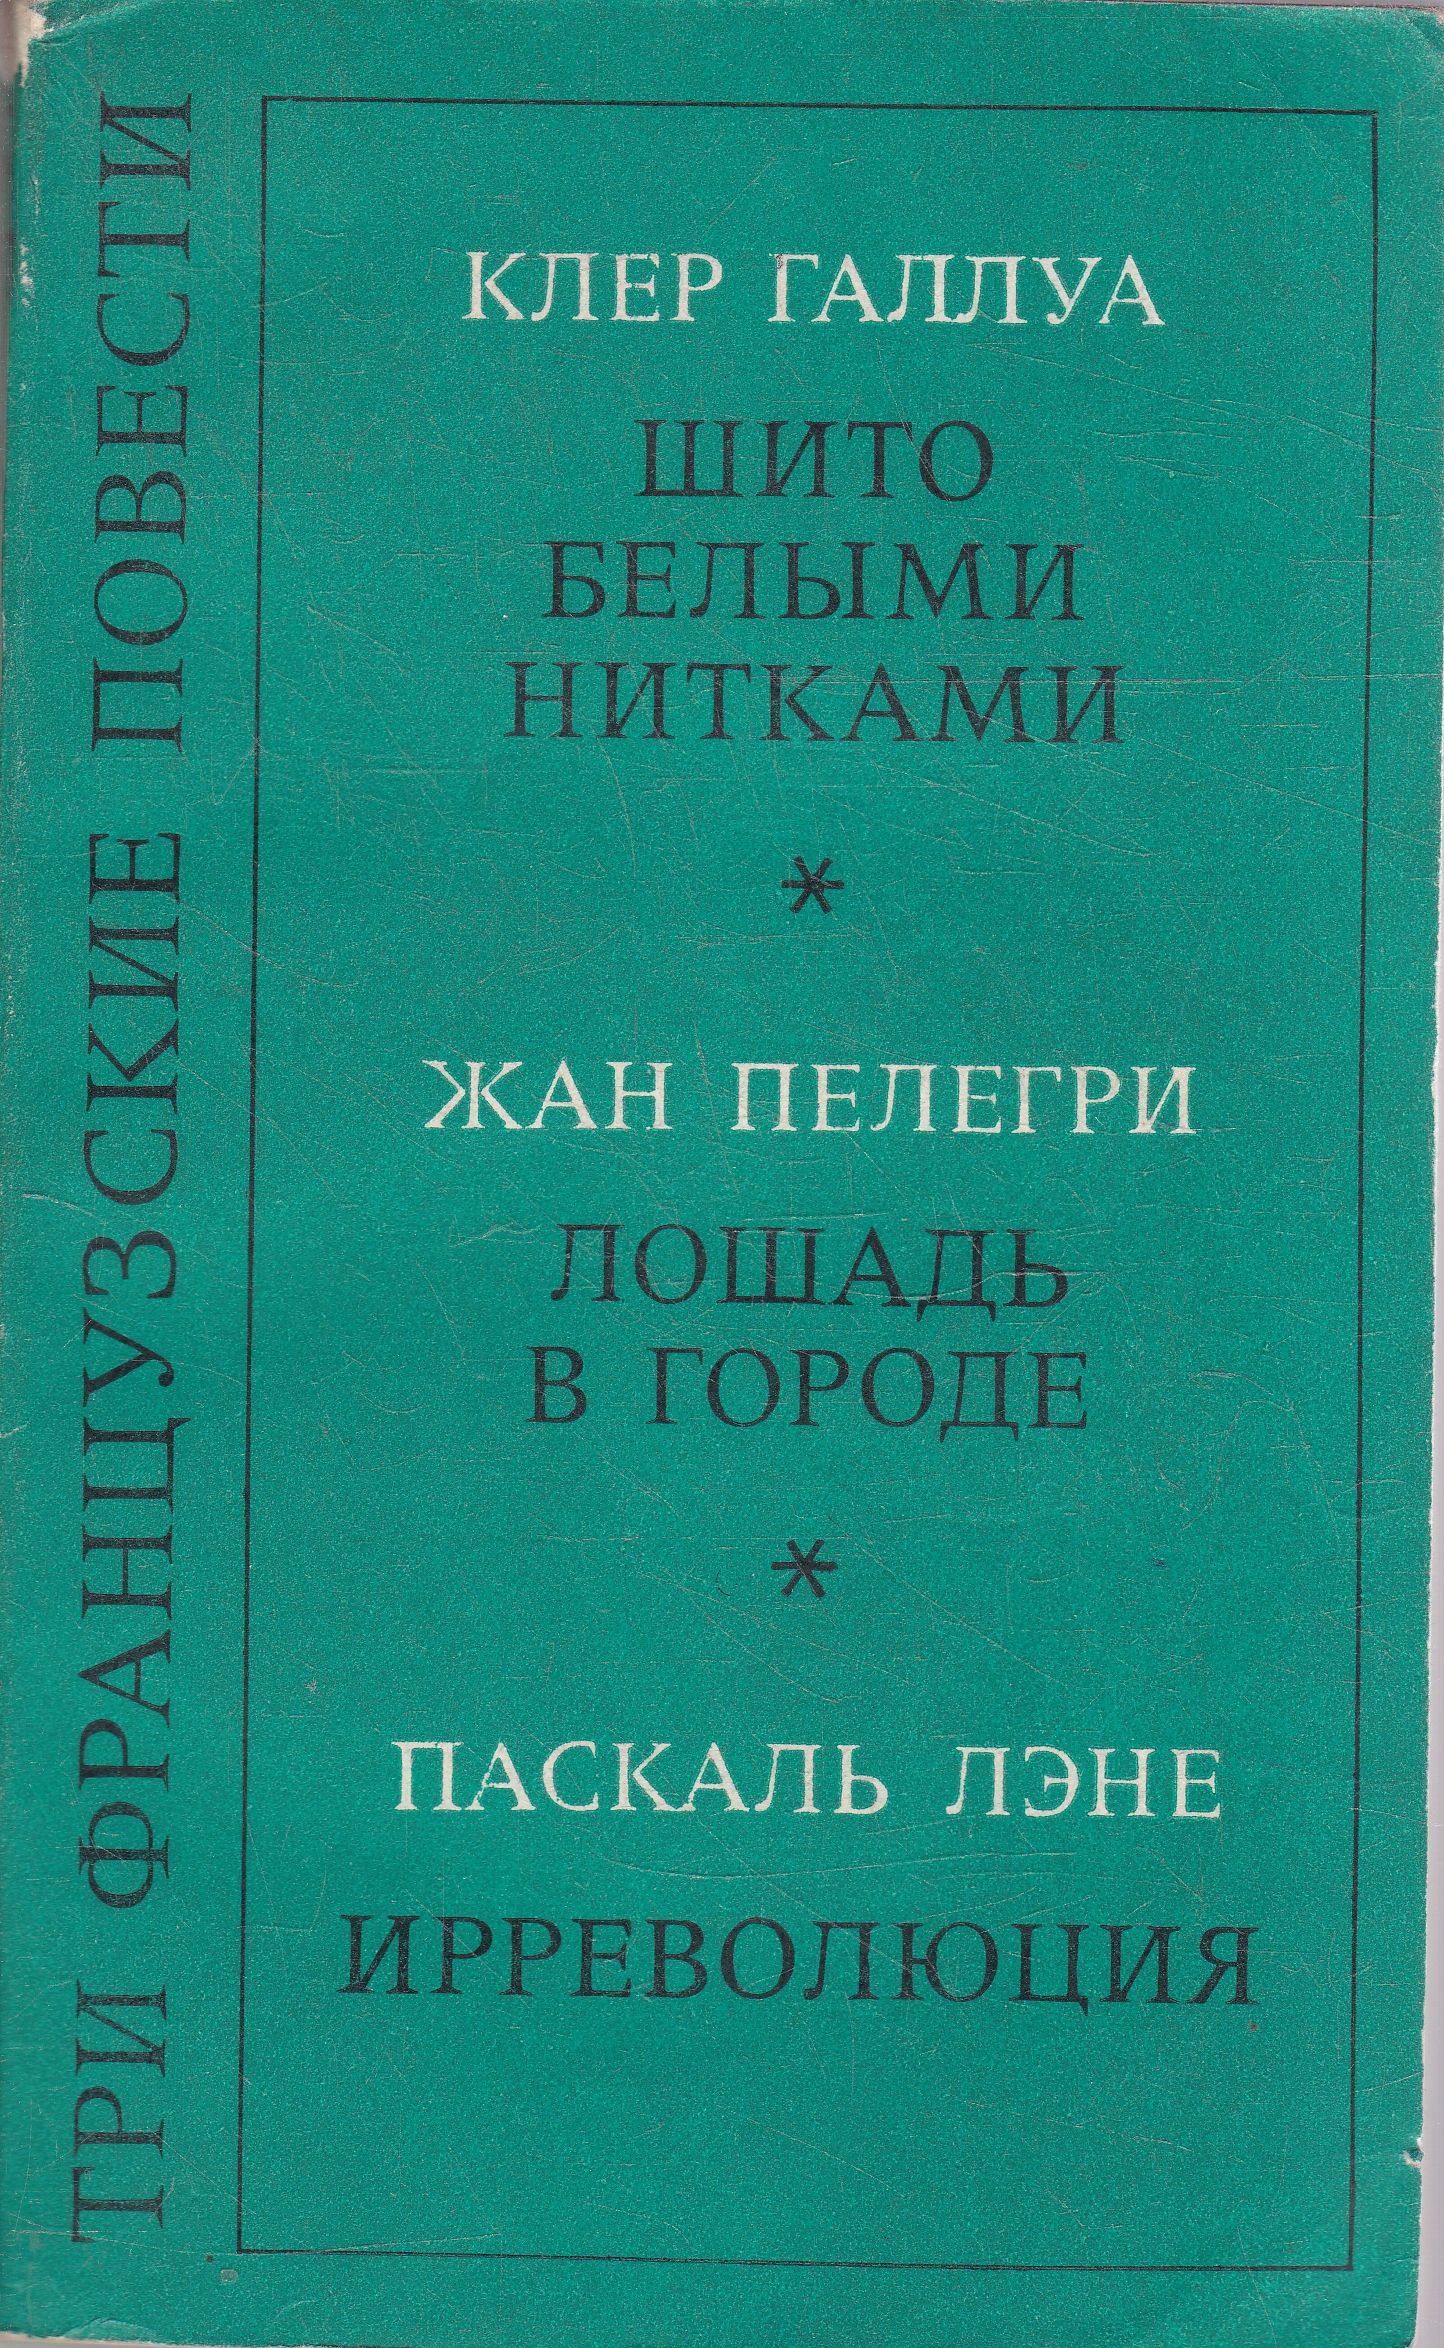 ТРИ ФРАНЦУЗСКИЕ ПОВЕСТИ
КЛЕР ГАЛЛУА
ШИТО
БЕЛЫМИ
НИТКАМИ
*
ЖАН ПЕЛЕГРИ
ЛОШАДЬ
В ГОРОДЕ
*
ПАСКАЛЬ ЛЭНЕ
ИРРЕВОЛЮЦИЯ